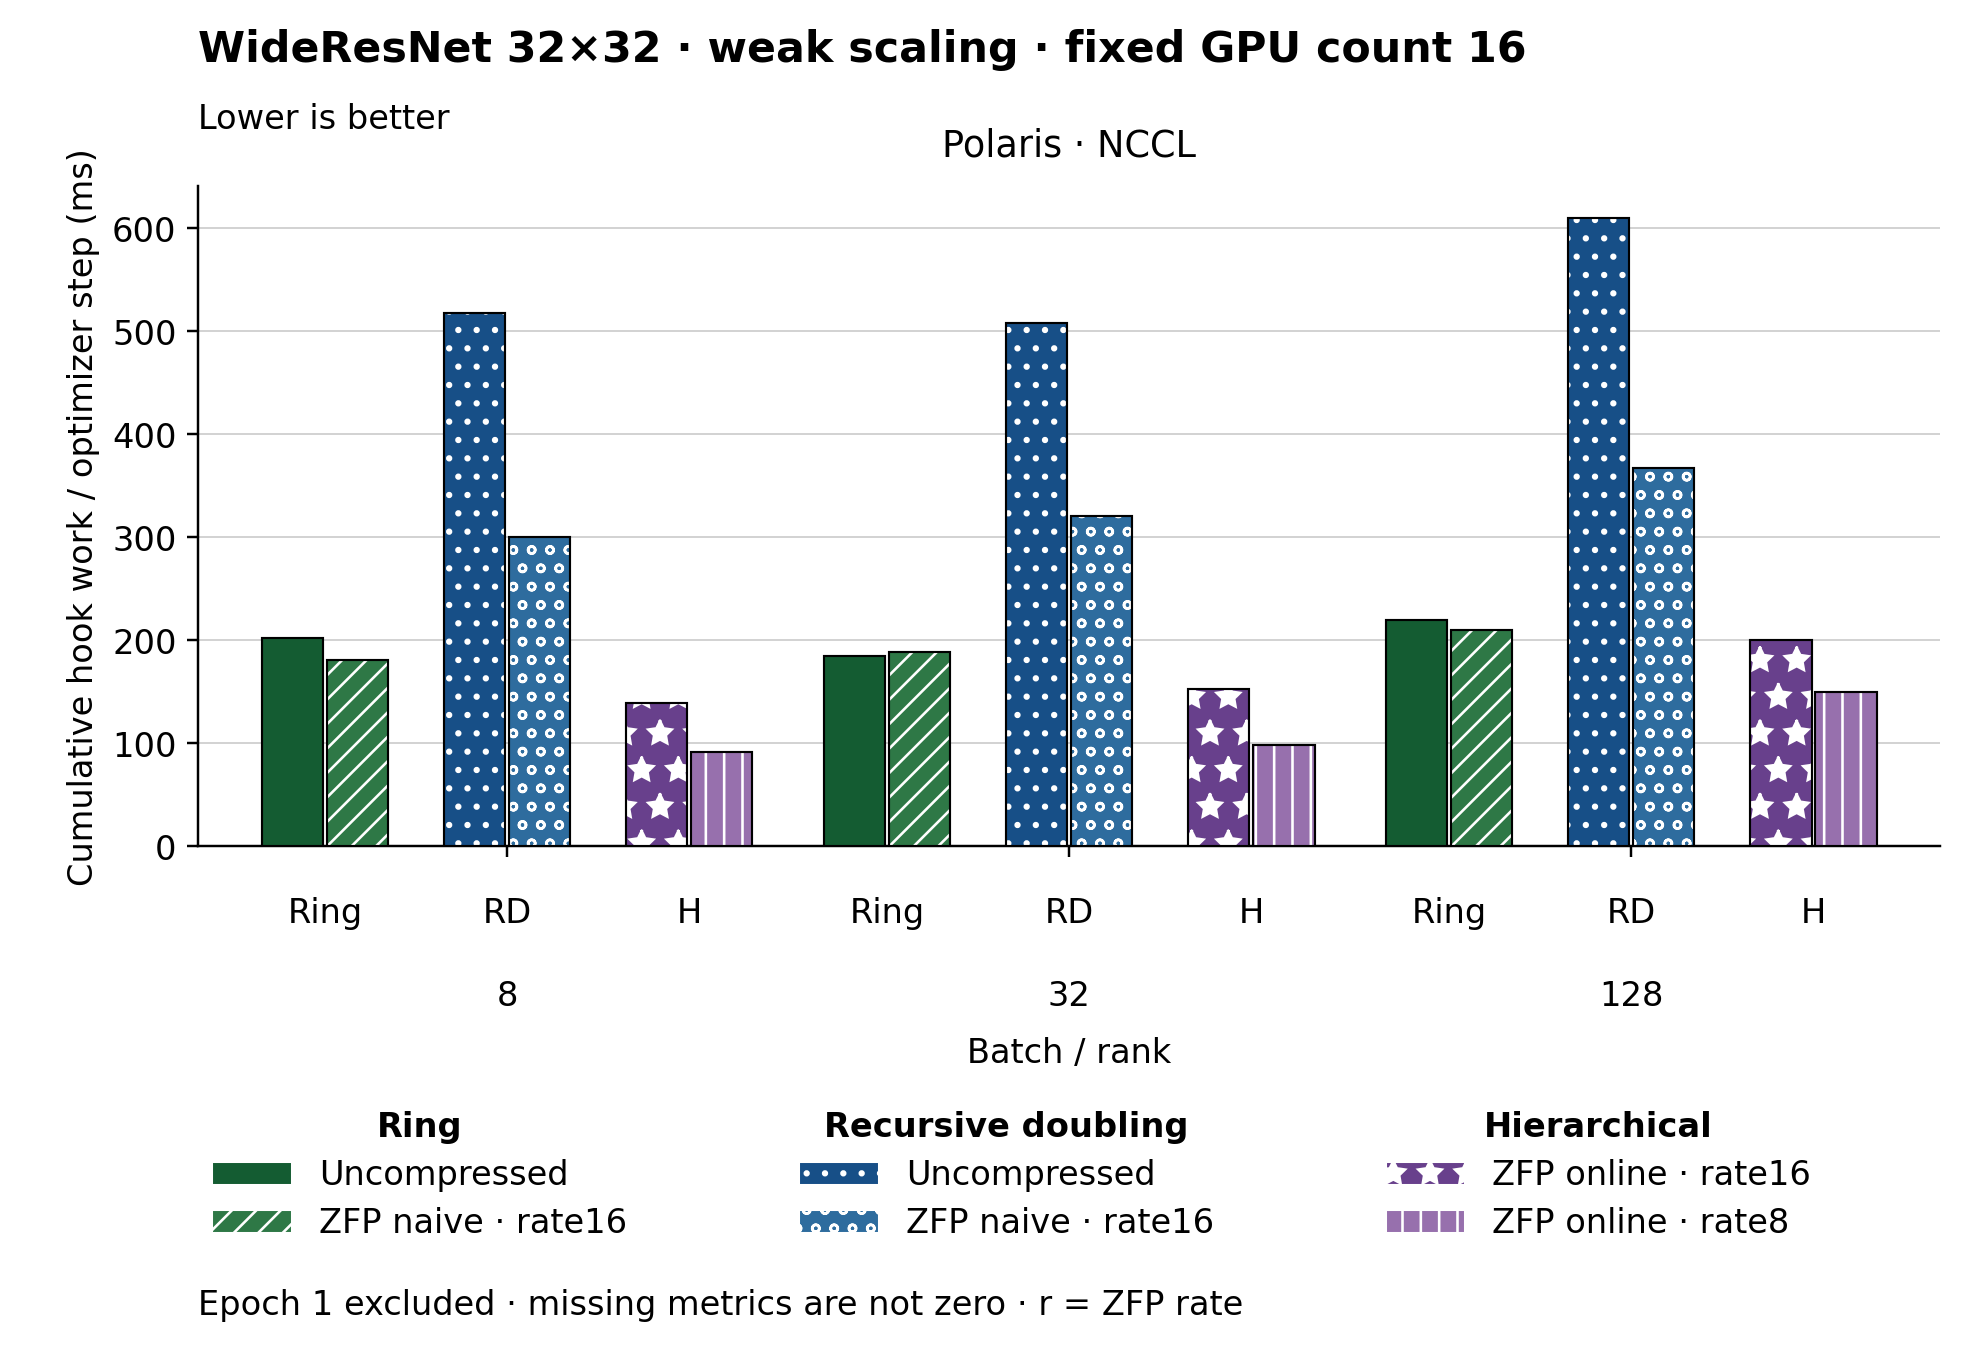 WideResNet 32×32 · weak scaling · fixed GPU count 16
Lower is better
Polaris · NCCL
Cumulative hook work / optimizer step (ms)
600
500
400
300
200
100
0
Ring RD H Ring RD H Ring RD H
8 32 128
Batch / rank
Ring Recursive doubling Hierarchical
Uncompressed Uncompressed ZFP online · rate16
ZFP naive · rate16 ZFP naive · rate16 ZFP online · rate8
Epoch 1 excluded · missing metrics are not zero · r = ZFP rate